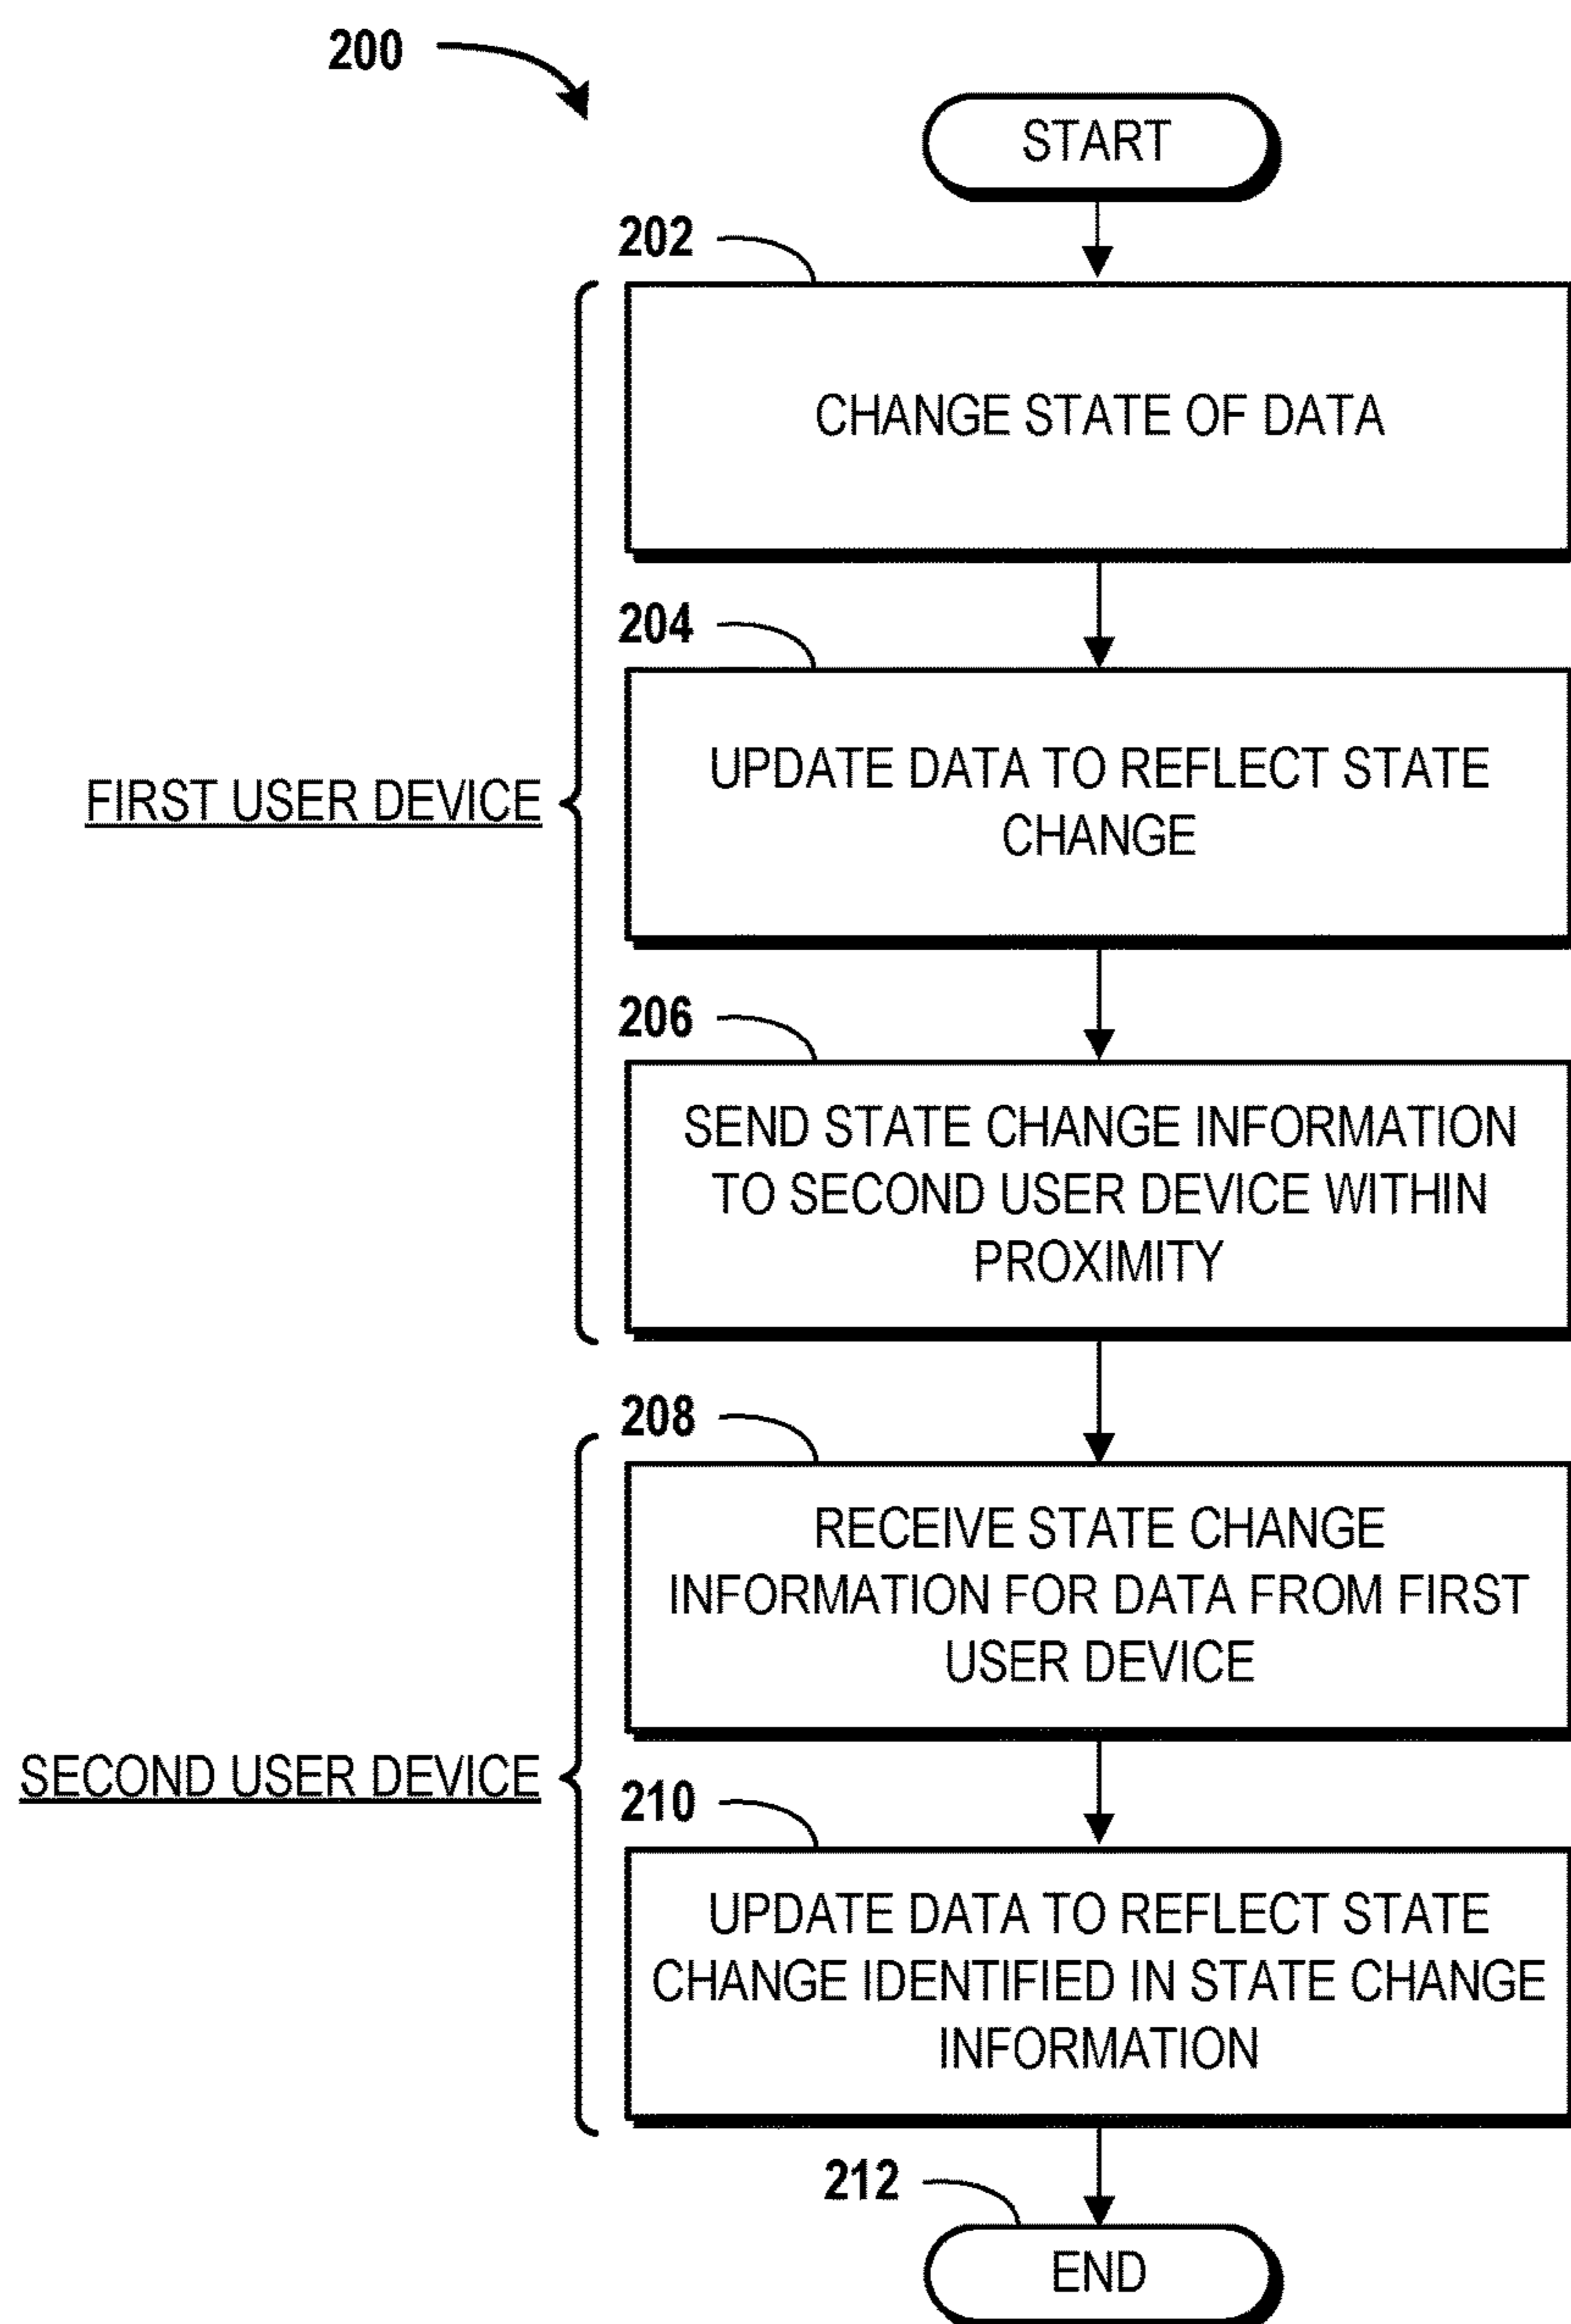 200
START
202
CHANGE STATE OF DATA
204
UPDATE DATA TO REFLECT STATE
CHANGE
FIRST USER DEVICE
206
SEND STATE CHANGE INFORMATION
TO SECOND USER DEVICE WITHIN
PROXIMITY
208
RECEIVE STATE CHANGE
INFORMATION FOR DATA FROM FIRST
USER DEVICE
SECOND USER DEVICE
210
UPDATE DATA TO REFLECT STATE
CHANGE IDENTIFIED IN STATE CHANGE
INFORMATION
212
END